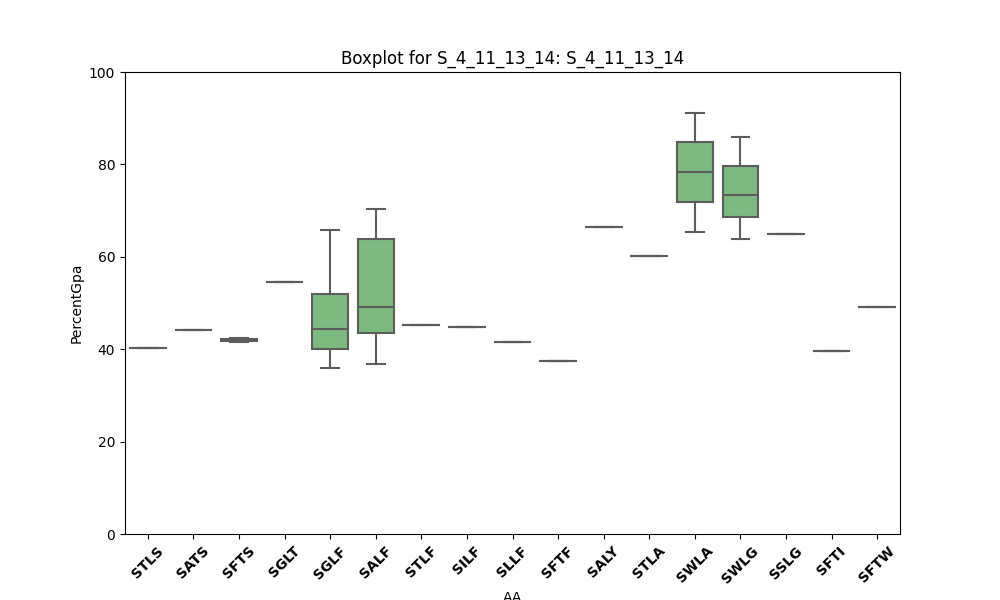 Boxplot for S_4_11_13_14: S_4_11_13_14
PercentGpa
100
80
60
40
20
0
STLS SATS SFTS SGLT SGLF SALF STLF SILF SLLF SFTF SALY STLA SWLA SWLG SSLG SFTI SFTW
AA